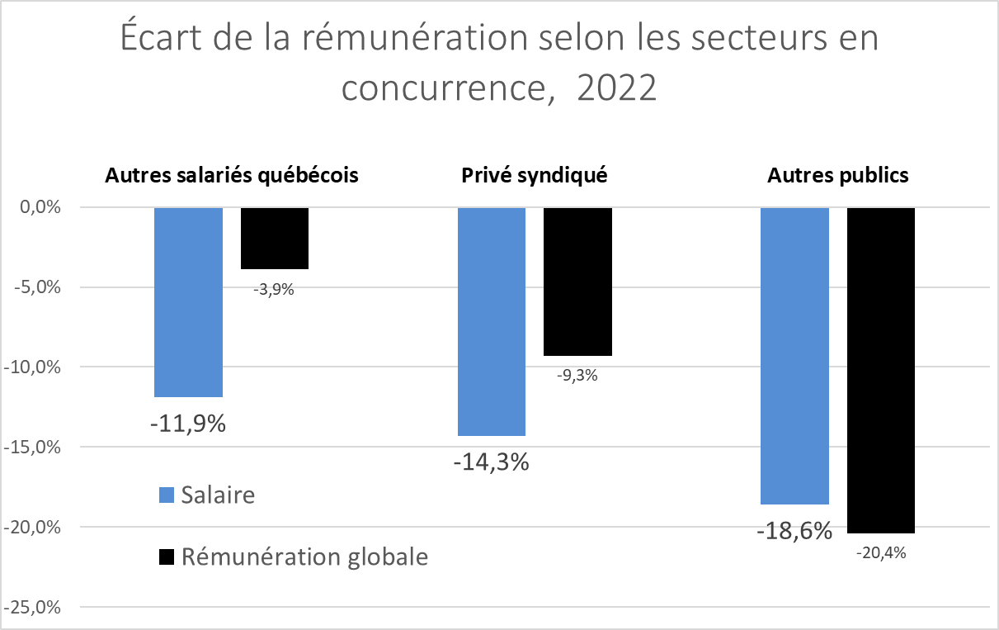 Écart de la rémunération selon les secteurs en
concurrence,  2022
Autres salariés québécois
Privé syndiqué
Autres publics
0,0%
-5,0%
-10,0%
-15,0%
-20,0%
-25,0%
-11,9%
-3,9%
-14,3%
-9,3%
-18,6%
-20,4%
Salaire
Rémunération globale